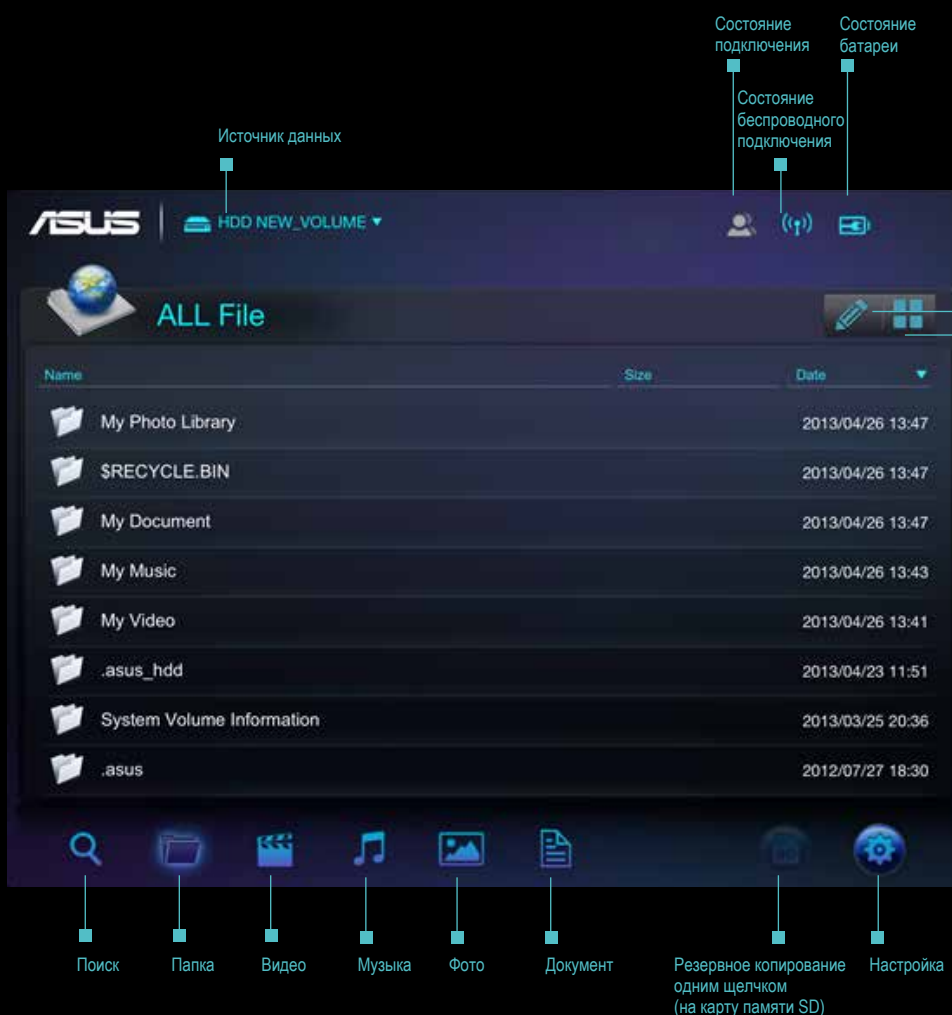 Состояние
подключения
Состояние
батареи
Состояние
беспроводного
подключения
Источник данных
ASUS
HDD NEW_VOLUME
ALL File
Name Size Date
My Photo Library 2013/04/26 13:47
$RECYCLE.BIN 2013/04/26 13:47
My Document 2013/04/26 13:47
My Music 2013/04/26 13:43
My Video 2013/04/26 13:41
.asus_hdd 2013/04/23 11:51
System Volume Information 2013/03/25 20:36
.asus 2012/07/27 18:30
Поиск
Папка
Видео
Музыка
Фото
Документ
Резервное копирование
одним щелчком
(на карту памяти SD)
Настройка